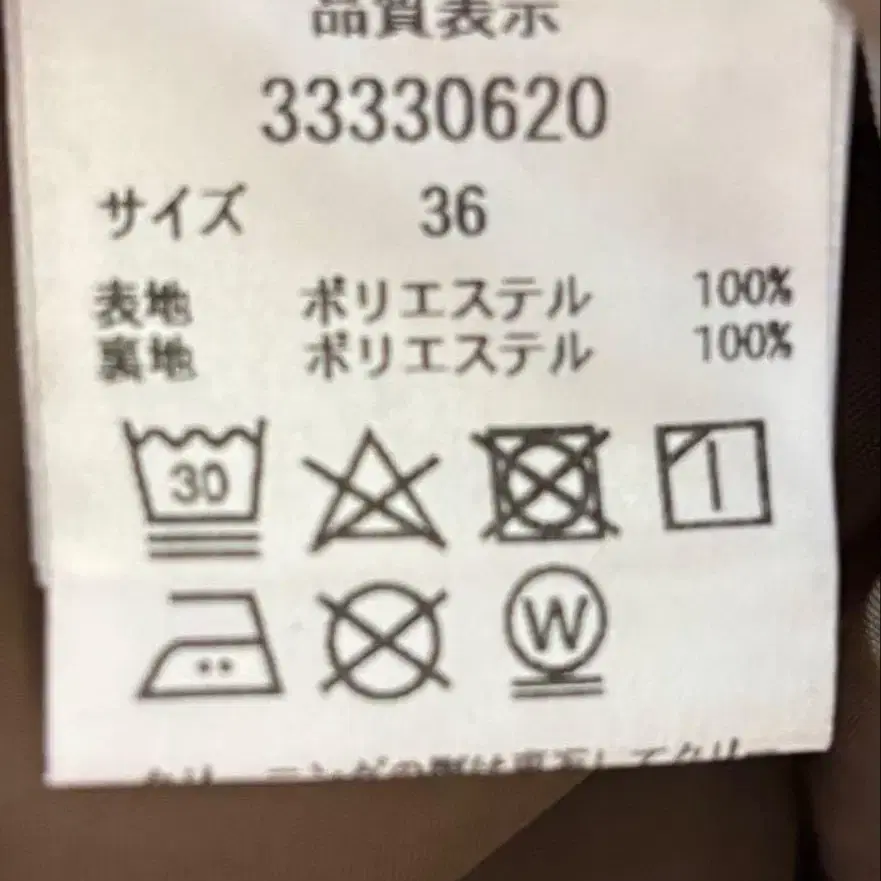 品質表示
33330620
サイズ 36
表地 ポリエステル 100%
裏地 ポリエステル 100%
30
W